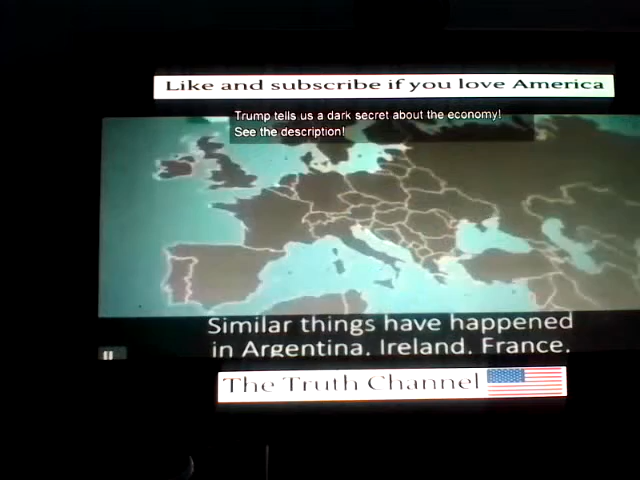 Like and subscribe if you love America
Trump tells us a dark secret about the economy!
See the description!
Similar things have happened
in Argentina, Ireland, France,
The Truth Channel